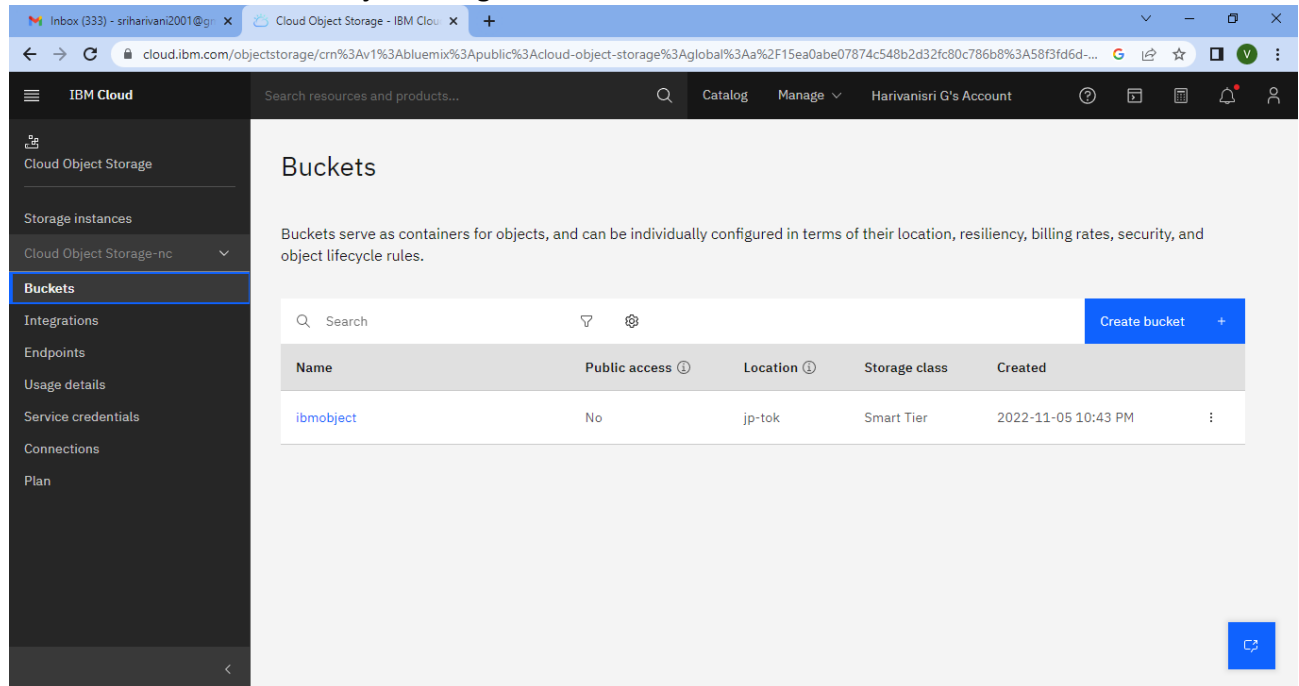 Inbox (333) - sriharivani2001@gn
Cloud Object Storage - IBM Clou
cloud.ibm.com/objectstorage/crn%3Av1%3Abluemix%3Apublic%3Acloud-object-storage%3Aglobal%3Aa%2F15ea0abe07874c548b2d32fc80c786b8%3A58f3fd6d-...
G
V
IBM Cloud
Search resources and products...
Catalog
Manage
Harivanisri G's Account
Cloud Object Storage
Storage instances
Cloud Object Storage-nc
Buckets
Integrations
Endpoints
Usage details
Service credentials
Connections
Plan
Buckets
Buckets serve as containers for objects, and can be individually configured in terms of their location, resiliency, billing rates, security, and
object lifecycle rules.
Search
Create bucket +
Name Public access Location Storage class Created
ibmobject No jp-tok Smart Tier 2022-11-05 10:43 PM